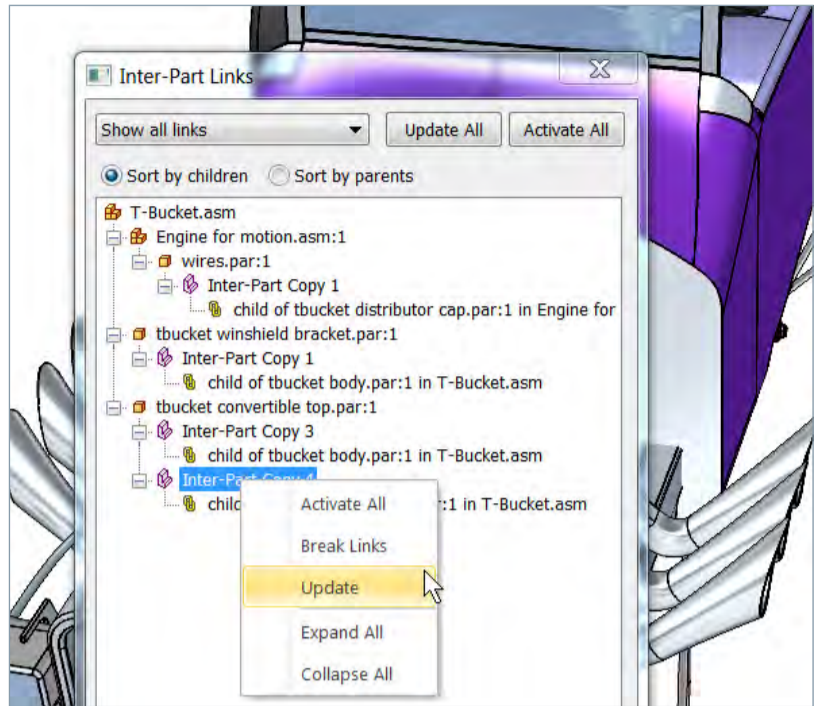 Inter-Part Links
Show all links
Update All
Activate All
Sort by children
Sort by parents
T-Bucket.asm
Engine for motion.asm:1
wires.par:1
Inter-Part Copy 1
child of tbucket distributor cap.par:1 in Engine for
tbucket winshield bracket.par:1
Inter-Part Copy 1
child of tbucket body.par:1 in T-Bucket.asm
tbucket convertible top.par:1
Inter-Part Copy 3
child of tbucket body.par:1 in T-Bucket.asm
Inter-Part Copy 4
:1 in T-Bucket.asm
Activate All
Break Links
Update
Expand All
Collapse All